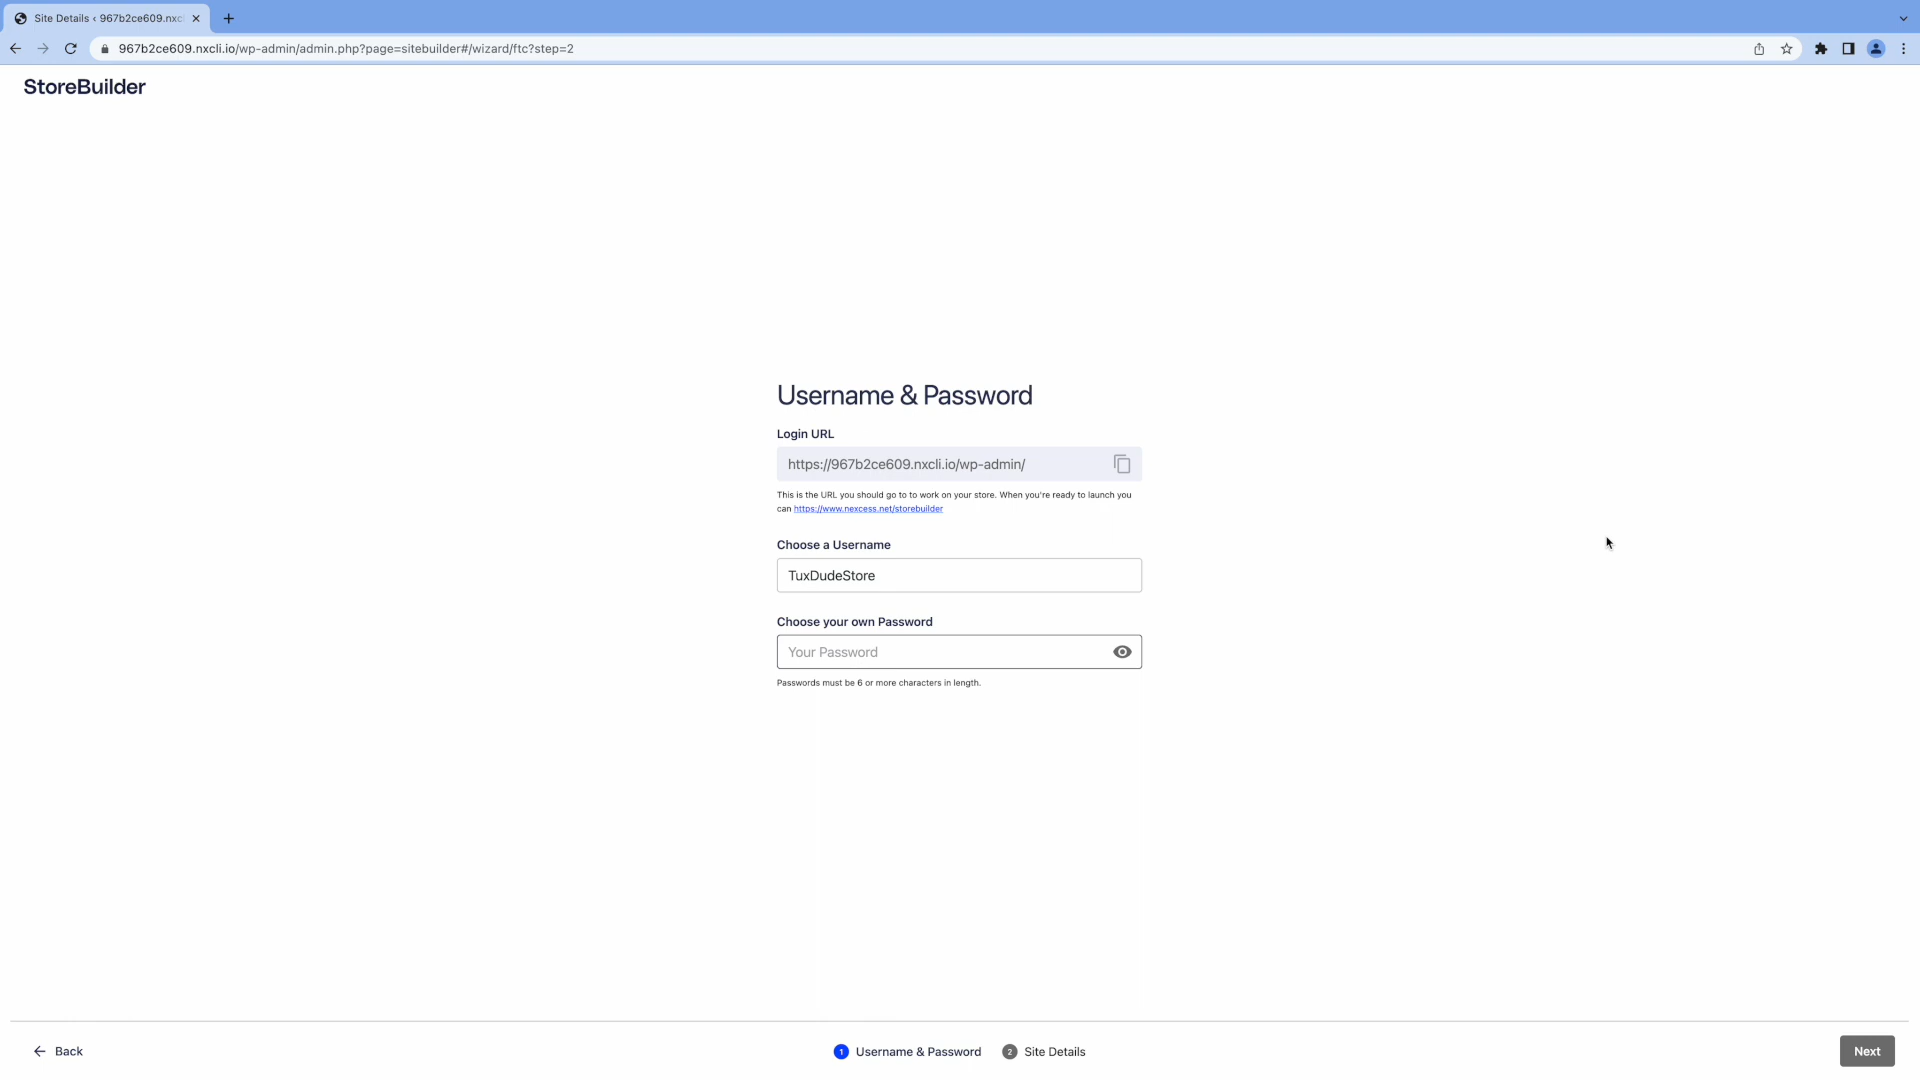 Site Details ‹ 967b2ce609.nxc
967b2ce609.nxcli.io/wp-admin/admin.php?page=sitebuilder#/wizard/ftc?step=2
StoreBuilder
Username & Password
Login URL
https://967b2ce609.nxcli.io/wp-admin/
This is the URL you should go to to work on your store. When you're ready to launch you
can https://www.nexcess.net/storebuilder
Choose a Username
TuxDudeStore
Choose your own Password
Your Password
Passwords must be 6 or more characters in length.
Back
1 Username & Password
2 Site Details
Next